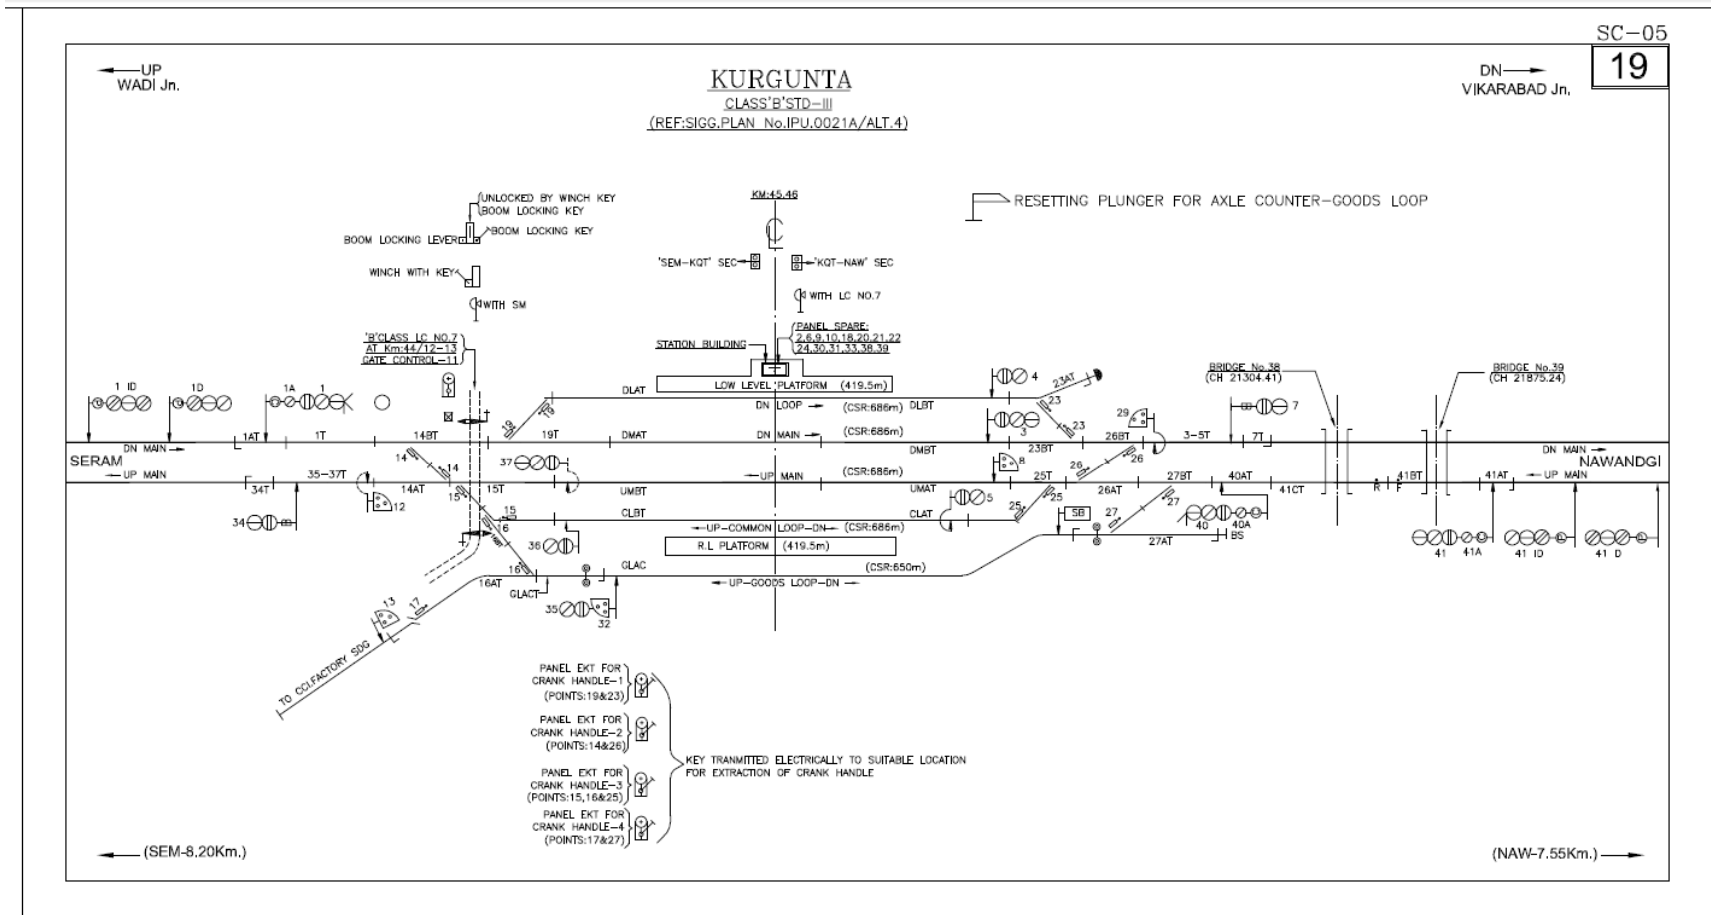 SC-05
19
UP
WADI Jn.
DN
VIKARABAD Jn.
KURGUNTA
CLASS'B'STD-III
(REF:SIGG.PLAN No.IPU.0021A/ALT.4)
UNLOCKED BY WINCH KEY
BOOM LOCKING KEY
BOOM LOCKING KEY
BOOM LOCKING LEVER
WINCH WITH KEY
WITH SM
'B'CLASS LC NO.7
AT Km:44/12-13
GATE CONTROL-11
KM:45.46
'SEM-KQT' SEC
'KQT-NAW' SEC
WITH LC NO.7
PANEL SPARE:
2,6,9,10,18,20,21,22
24,30,31,33,38,39
STATION BUILDING
RESETTING PLUNGER FOR AXLE COUNTER-GOODS LOOP
LOW LEVEL PLATFORM (419.5m)
BRIDGE No.38
(CH 21304.41)
BRIDGE No.39
(CH 21875.24)
1 ID
1D
1A
1
DLAT
4
23AT
DN LOOP
(CSR:686m)
DLBT
23
29
7
19
19
3
23
1AT
1T
14BT
19T
DMAT
DN MAIN
(CSR:686m)
DMBT
23BT
26BT
3-5T
7T
DN MAIN
DN MAIN
SERAM
NAWANDGI
14
14
37
8
26
26
UP MAIN
35-37T
UP MAIN
(CSR:686m)
25T
27BT
40AT
41BT
41AT
UP MAIN
34T
14AT
15
15T
UMBT
UMAT
25
26AT
27
41CT
R
F
34
12
15
CLBT
CLAT
5
25
27
SB
40
40A
16
UP-COMMON LOOP-DN
(CSR:686m)
27AT
BS
41
41A
41 ID
41 D
16BT
36
R.L PLATFORM (419.5m)
16
GLAC
(CSR:650m)
16AT
UP-GOODS LOOP-DN
GLACT
35
32
13
17
TO CCI.FACTORY SDG
PANEL EKT FOR
CRANK HANDLE-1
(POINTS:19&23)
PANEL EKT FOR
CRANK HANDLE-2
(POINTS:14&26)
PANEL EKT FOR
CRANK HANDLE-3
(POINTS:15,16&25)
PANEL EKT FOR
CRANK HANDLE-4
(POINTS:17&27)
KEY TRANMITTED ELECTRICALLY TO SUITABLE LOCATION
FOR EXTRACTION OF CRANK HANDLE
(SEM-8.20Km.)
(NAW-7.55Km.)